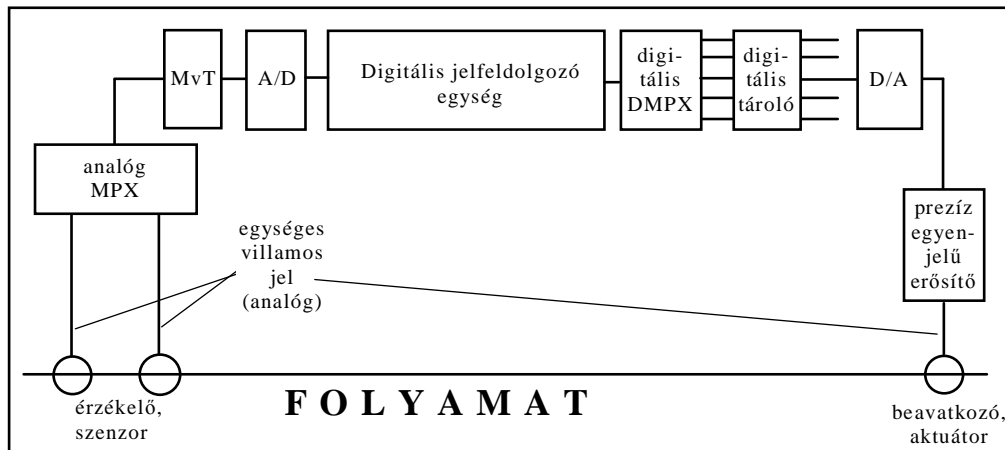 MvT
A/D
Digitális jelfeldolgozó
egység
digi-
tális
DMPX
digi-
tális
tároló
D/A
analóg
MPX
egységes
villamos
jel
(analóg)
prezíz
egyen-
jelű
erősítő
FOLYAMAT
érzékelő,
szenzor
beavatkozó,
aktuátor